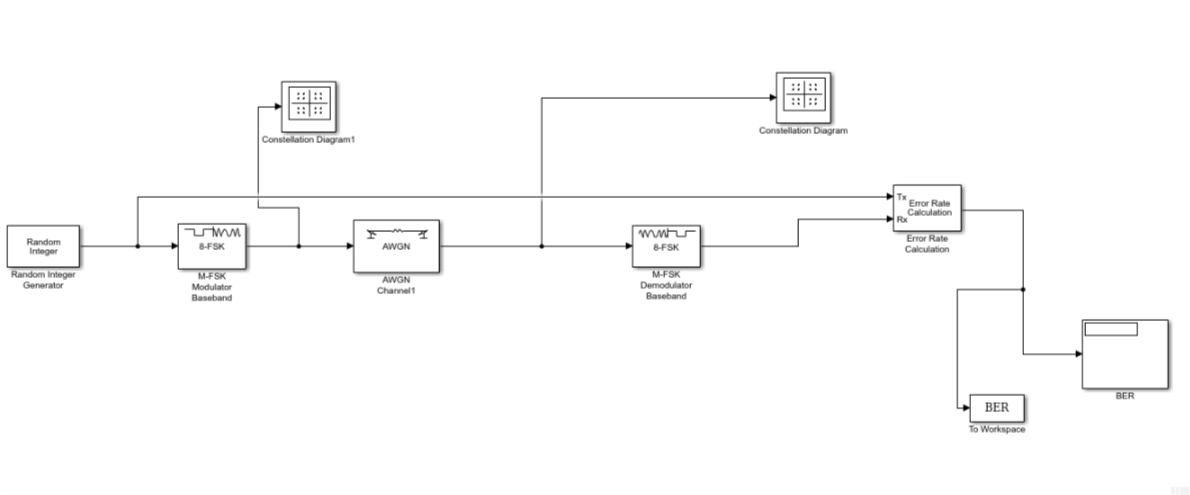 Constellation Diagram1
Constellation Diagram
Random
Integer
Random Integer
Generator
8-FSK
M-FSK
Modulator
Baseband
AWGN
AWGN
Channel1
8-FSK
M-FSK
Demodulator
Baseband
Tx
Rx
Error Rate
Calculation
Error Rate
Calculation
BER
To Workspace
BER